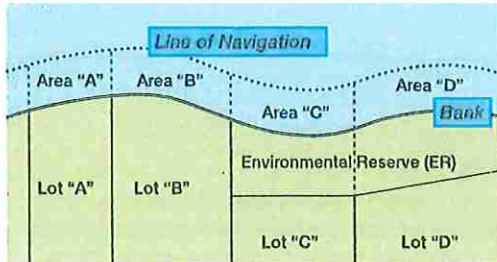 Line of Navigation
Area "A"
Area "B"
Area "C"
Area "D"
Bank
Environmental Reserve (ER)
Lot "A"
Lot "B"
Lot "C"
Lot "D"